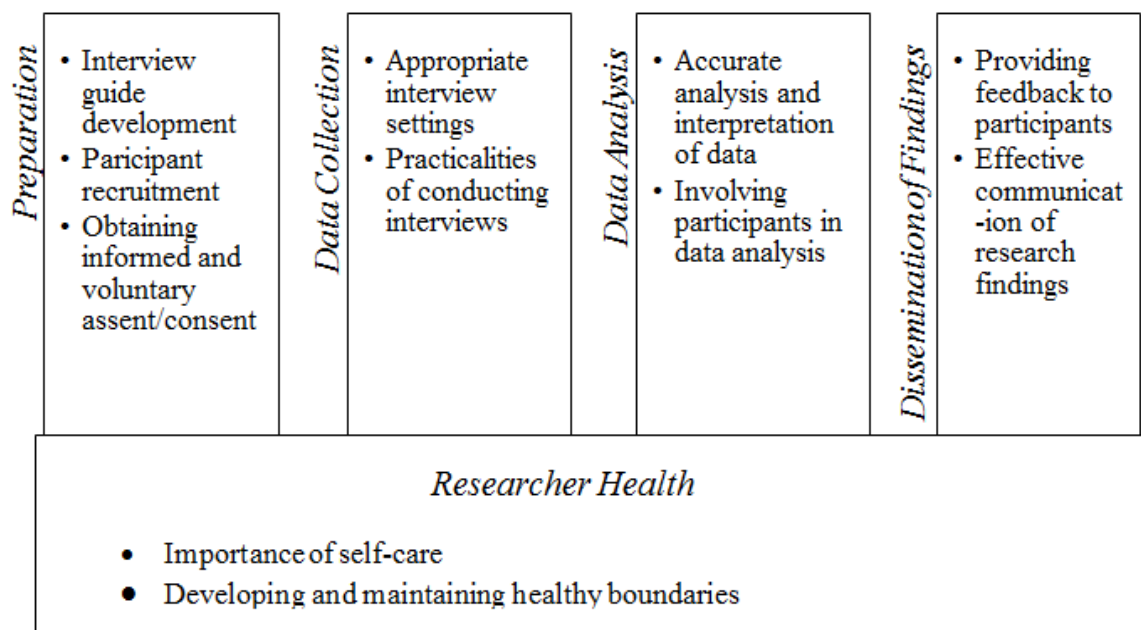 Preparation
• Interview
guide
development
• Paricipant
recruitment
• Obtaining
informed and
voluntary
assent/consent
Data Collection
• Appropriate
interview
settings
• Practicalities
of conducting
interviews
Data Analysis
• Accurate
analysis and
interpretation
of data
• Involving
participants in
data analysis
Dissemination of Findings
• Providing
feedback to
participants
• Effective
communicat
-ion of
research
findings
Researcher Health
• Importance of self-care
• Developing and maintaining healthy boundaries